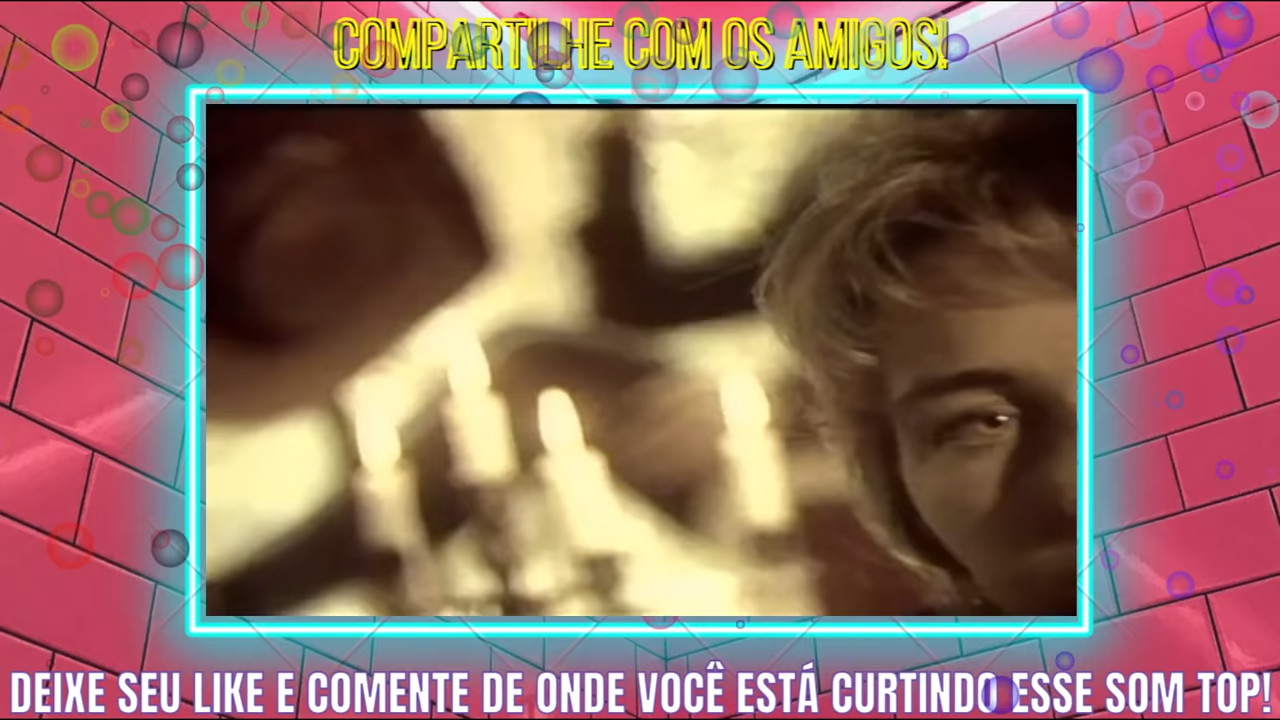 COMPARTILHE COM OS AMIGOS!
DEIXE SEU LIKE E COMENTE DE ONDE VOCÊ ESTÁ CURTINDO ESSE SOM TOP!